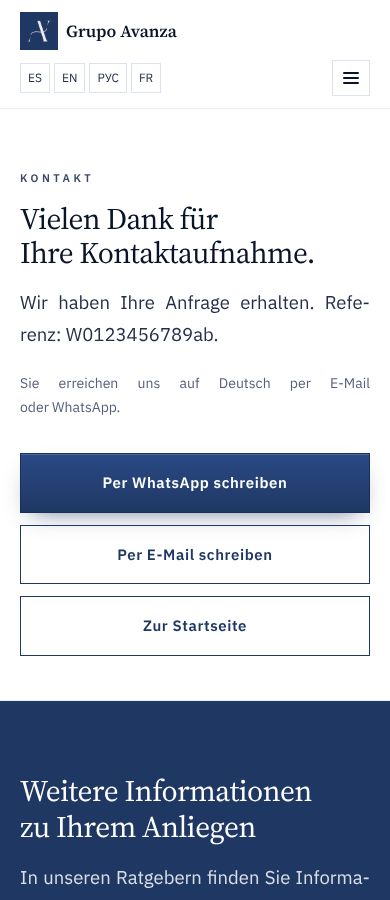 Grupo Avanza
ES EN РУС FR
KONTAKT
Vielen Dank für
Ihre Kontaktaufnahme.
Wir haben Ihre Anfrage erhalten. Refe-
renz: W0123456789ab.
Sie erreichen uns auf Deutsch per E-Mail
oder WhatsApp.
Per WhatsApp schreiben
Per E-Mail schreiben
Zur Startseite
Weitere Informationen
zu Ihrem Anliegen
In unseren Ratgebern finden Sie Informa-